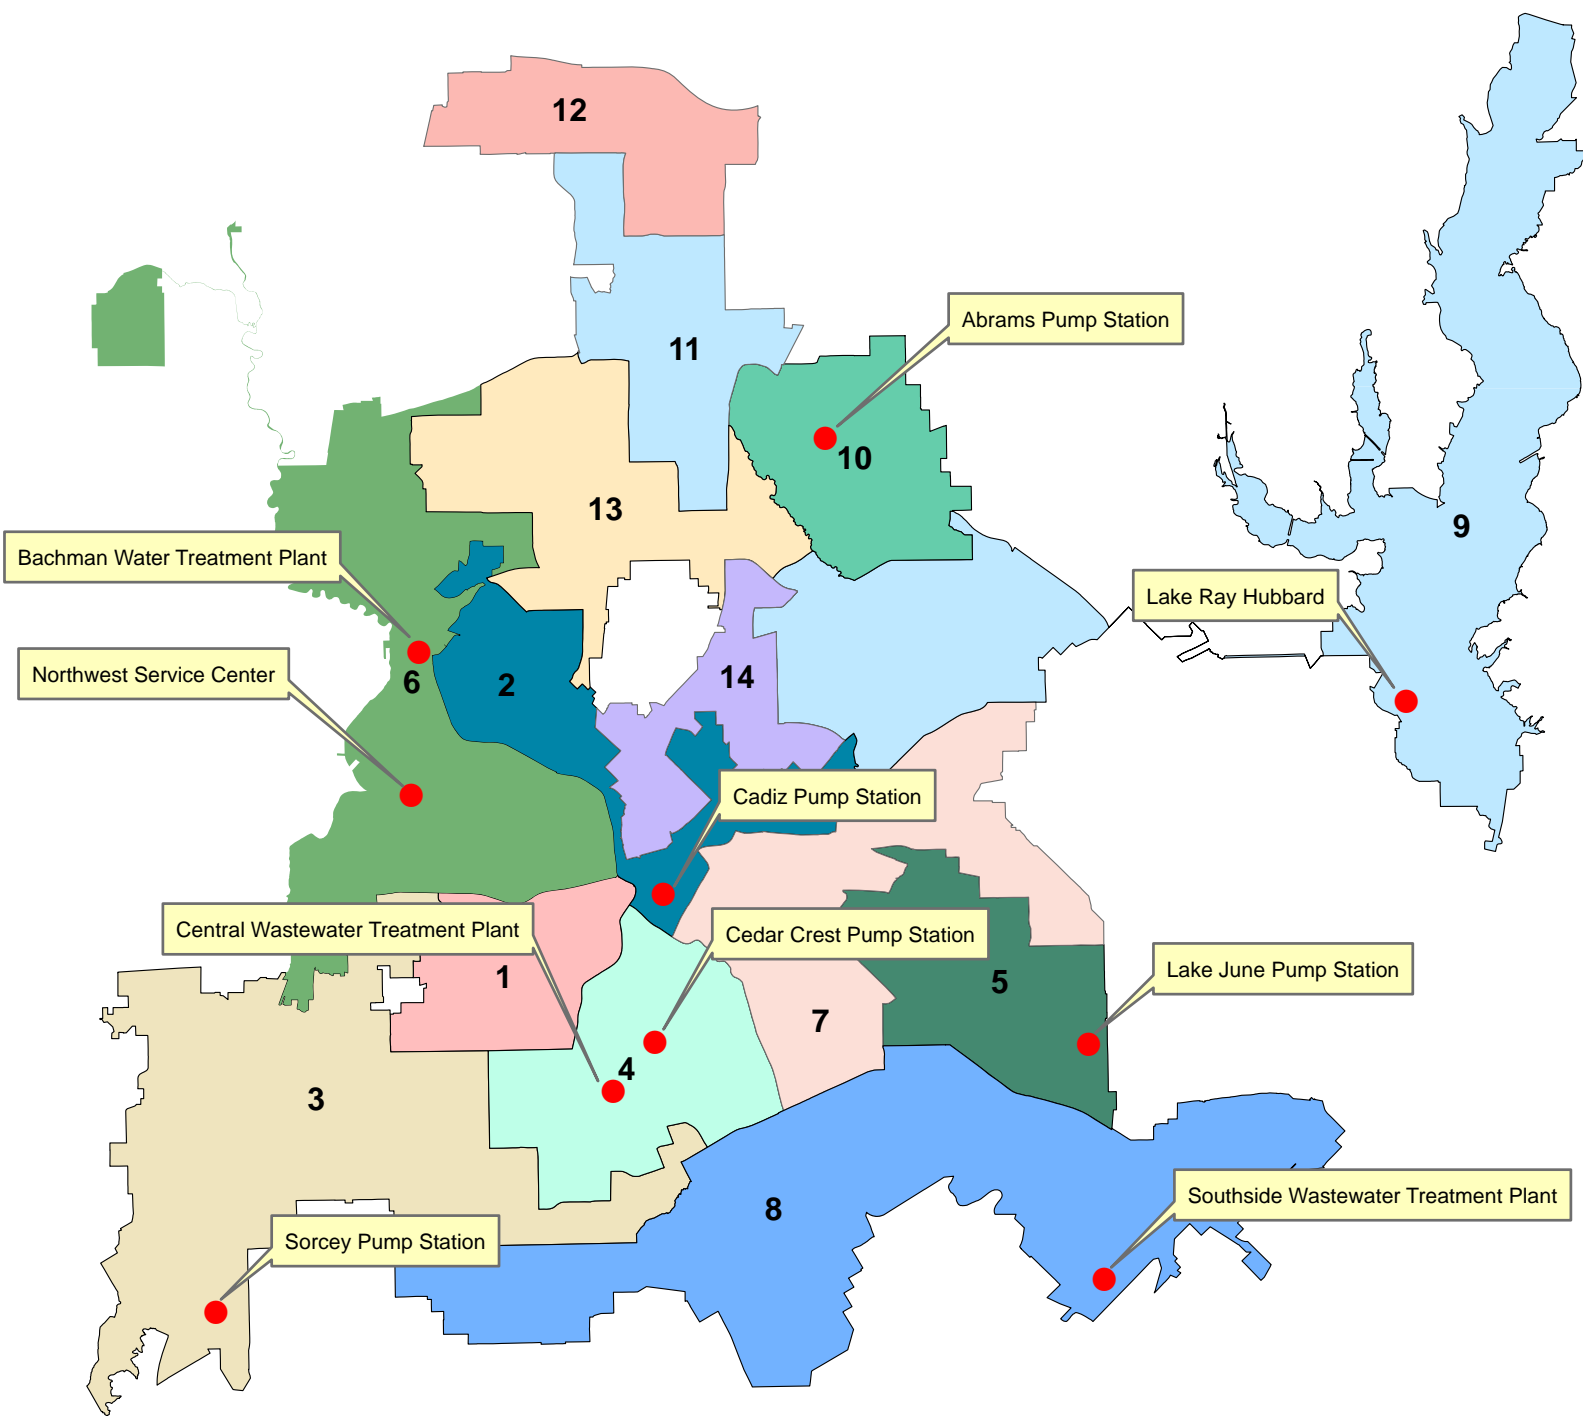 12
Abrams Pump Station
11
10
13
9
Bachman Water Treatment Plant
Lake Ray Hubbard
Northwest Service Center
6
2
14
Cadiz Pump Station
Central Wastewater Treatment Plant
Cedar Crest Pump Station
1
5
Lake June Pump Station
7
4
3
Southside Wastewater Treatment Plant
8
Sorcey Pump Station